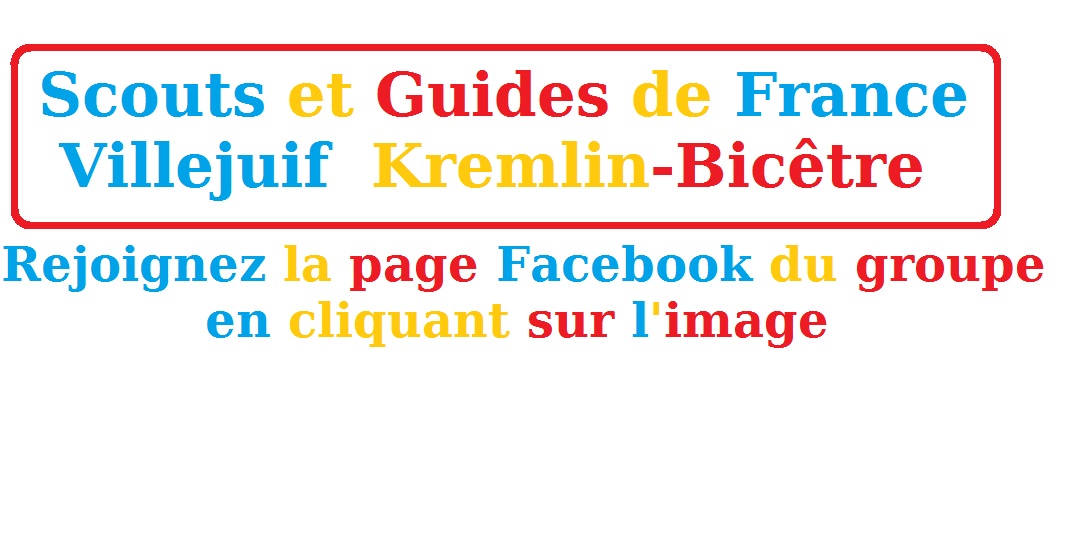 Scouts et Guides de France
Villejuif Kremlin-Bicêtre
Rejoignez la page Facebook du groupe
en cliquant sur l'image